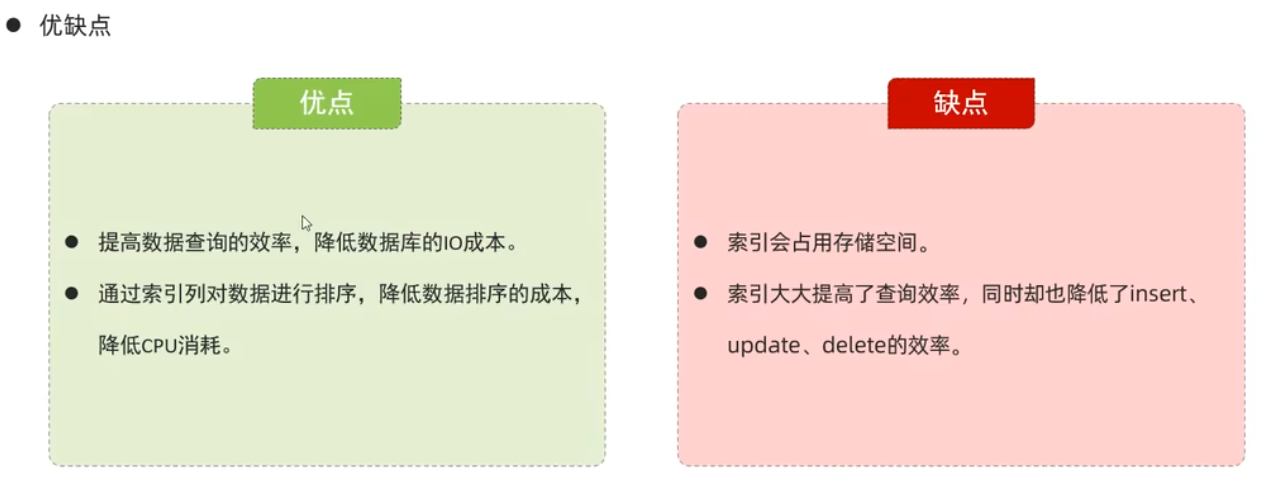 ● 优缺点
优点
● 提高数据查询的效率，降低数据库的IO成本。
● 通过索引列对数据进行排序，降低数据排序的成本，
降低CPU消耗。
缺点
● 索引会占用存储空间。
● 索引大大提高了查询效率，同时却也降低了insert、
update、delete的效率。